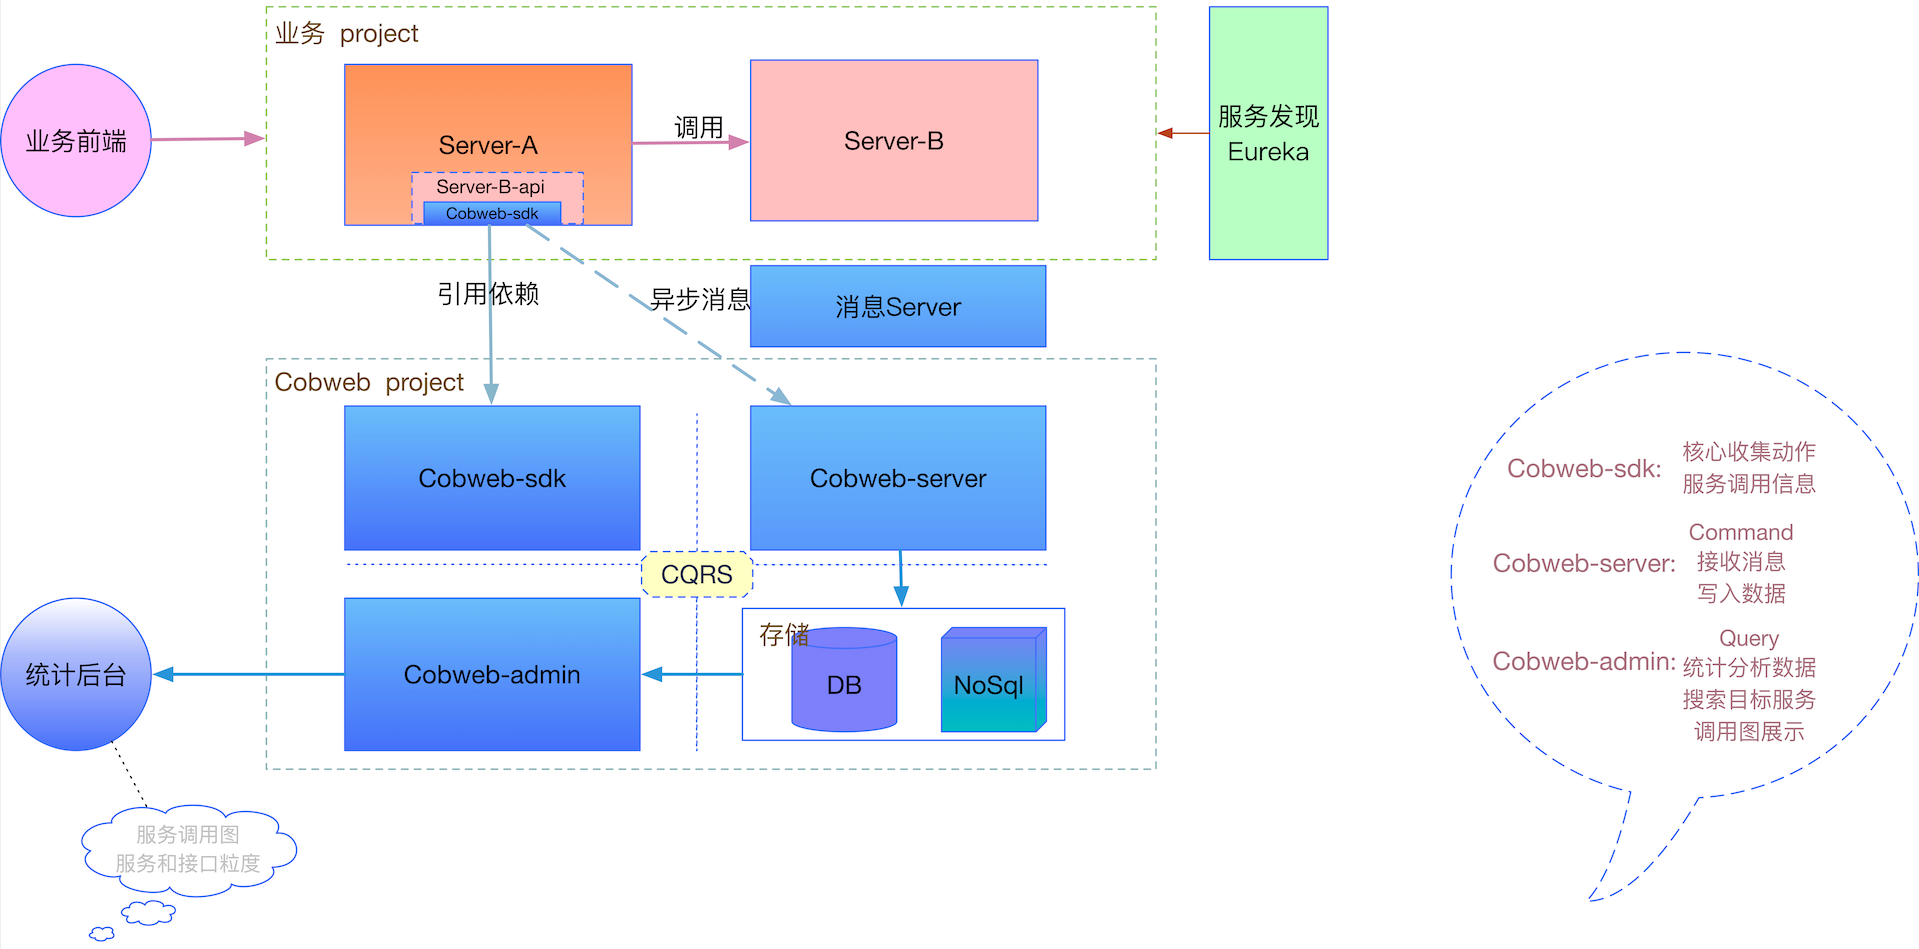 业务 project
业务前端
Server-A
调用
Server-B
服务发现
Eureka
Server-B-api
Cobweb-sdk
引用依赖
异步消息
消息Server
Cobweb project
Cobweb-sdk
Cobweb-server
CQRS
存储
DB
NoSql
Cobweb-admin
统计后台
服务调用图
服务和接口粒度
Cobweb-sdk:
核心收集动作
服务调用信息
Cobweb-server:
Command
接收消息
写入数据
Cobweb-admin:
Query
统计分析数据
搜索目标服务
调用图展示